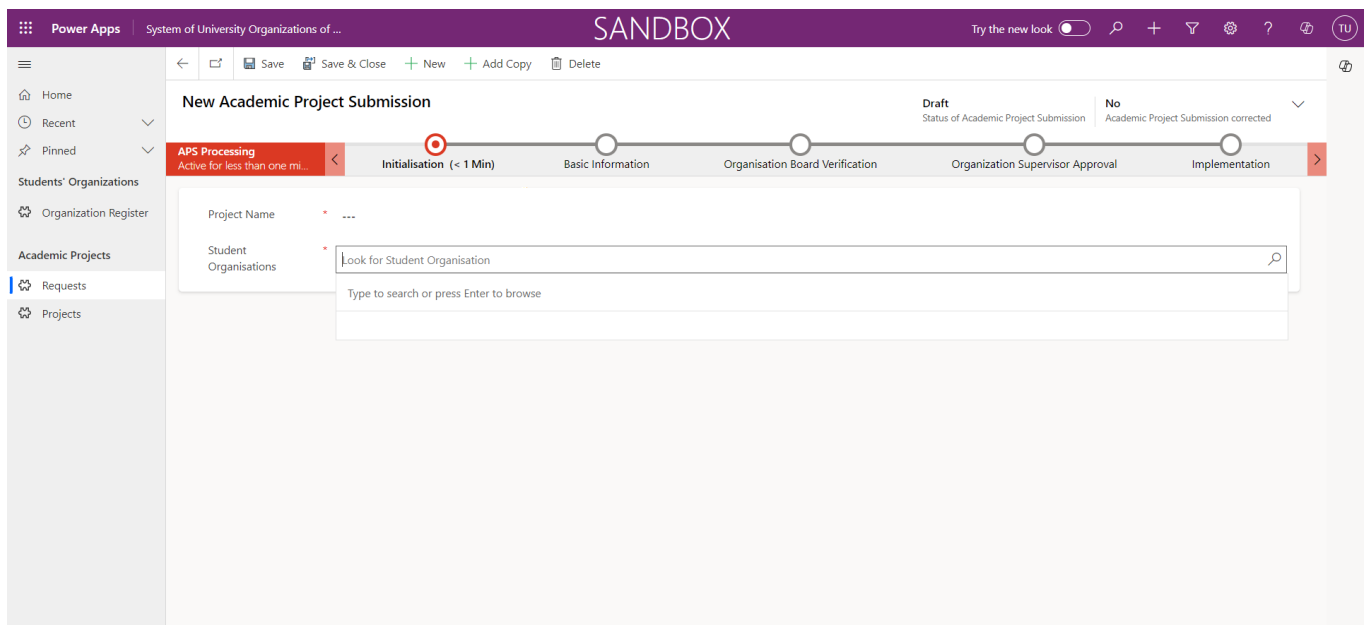 Power Apps
System of University Organizations of ...
SANDBOX
Try the new look
TU
Save
Save & Close
New
Add Copy
Delete
Home
Recent
Pinned
Students' Organizations
Organization Register
Academic Projects
Requests
Projects
New Academic Project Submission
Draft
Status of Academic Project Submission
No
Academic Project Submission corrected
APS Processing
Active for less than one mi...
Initialisation (< 1 Min)
Basic Information
Organisation Board Verification
Organization Supervisor Approval
Implementation
Project Name
*
---
Student
Organisations
*
Look for Student Organisation
Type to search or press Enter to browse